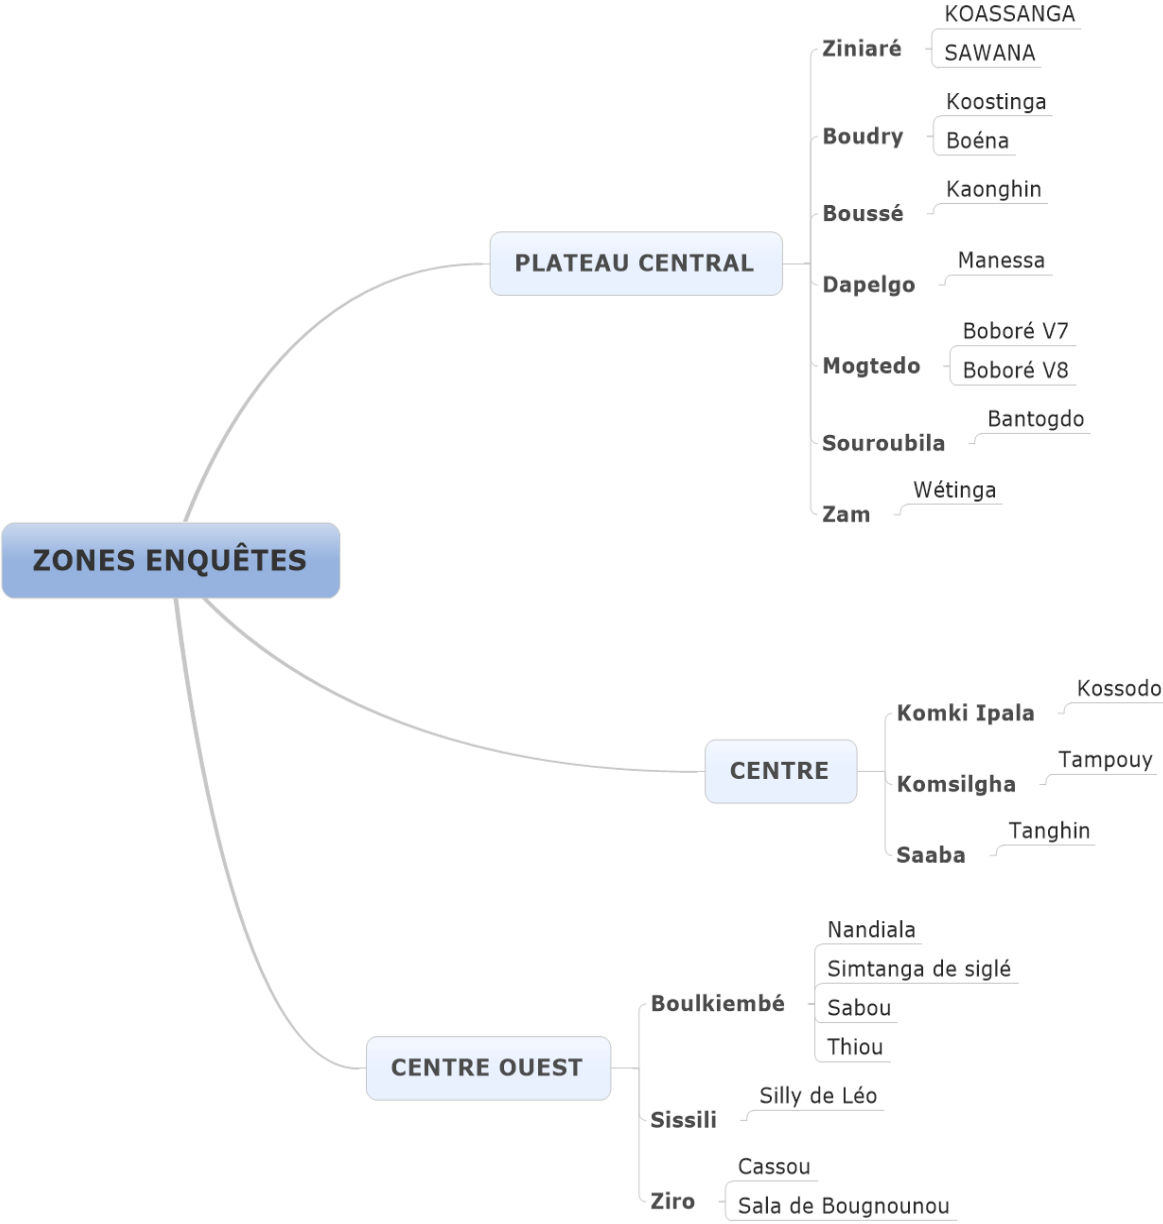 ZONES ENQUÊTES
PLATEAU CENTRAL
Ziniaré
KOASSANGA
SAWANA
Boudry
Koostinga
Boéna
Boussé
Kaonghin
Dapelgo
Manessa
Mogtedo
Boboré V7
Boboré V8
Souroubila
Bantogdo
Zam
Wétinga
CENTRE
Komki Ipala
Kossodo
Komsilgha
Tampouy
Saaba
Tanghin
CENTRE OUEST
Boulkiembé
Nandiala
Simtanga de siglé
Sabou
Thiou
Sissili
Silly de Léo
Ziro
Cassou
Sala de Bougnounou